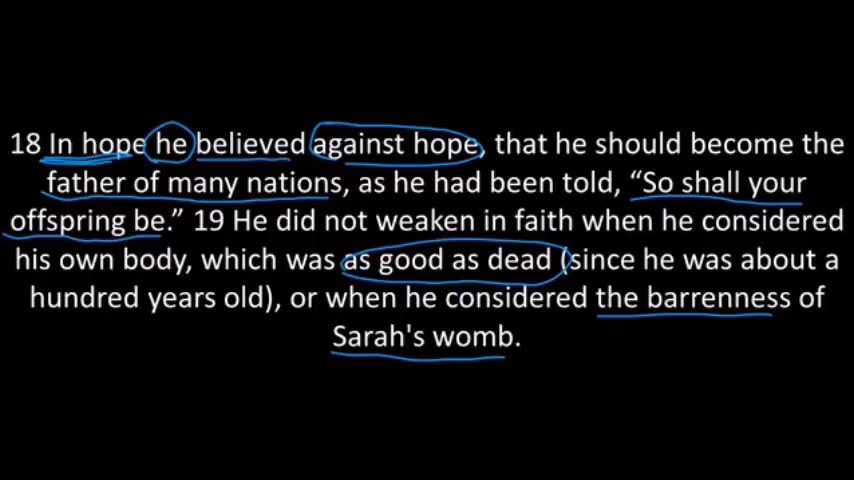 18 In hope he believed against hope, that he should become the
father of many nations, as he had been told, “So shall your
offspring be.” 19 He did not weaken in faith when he considered
his own body, which was as good as dead (since he was about a
hundred years old), or when he considered the barrenness of
Sarah's womb.